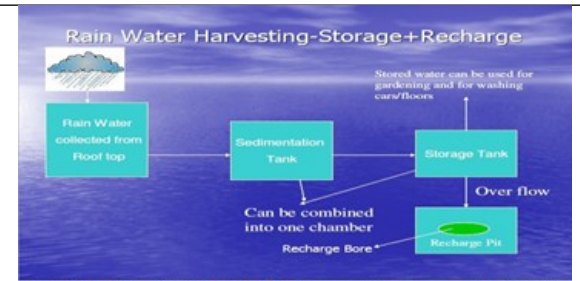 Rain Water Harvesting-Storage+Recharge
Stored water can be used for
gardening and for washing
cars/floors
Rain Water
collected from
Roof top
Sedimentation
Tank
Storage Tank
Over flow
Can be combined
into one chamber
Recharge Bore
Recharge Pit